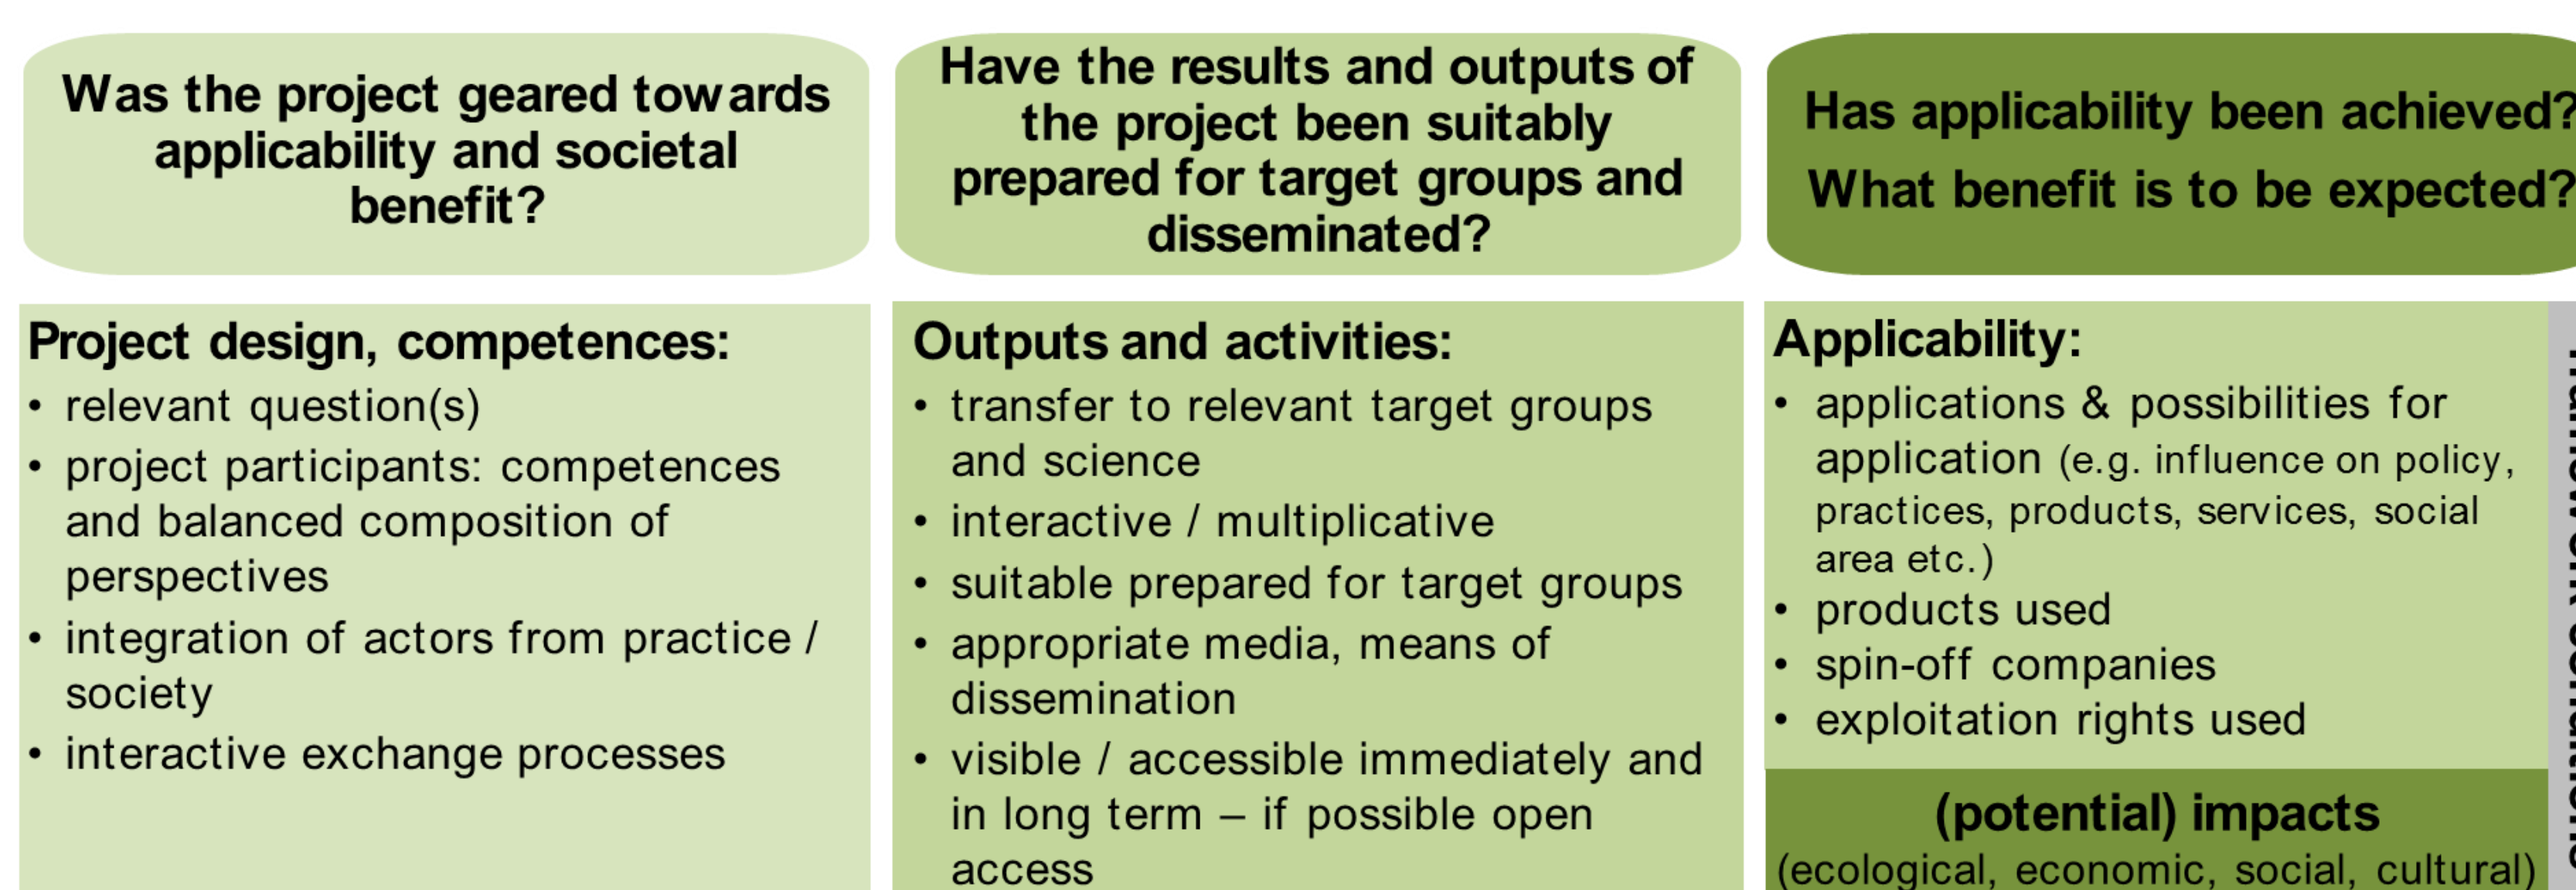 Was the project geared towards
applicability and societal
benefit?
Have the results and outputs of
the project been suitably
prepared for target groups and
disseminated?
Has applicability been achieved?
What benefit is to be expected?
Project design, competences:
• relevant question(s)
• project participants: competences
and balanced composition of
perspectives
• integration of actors from practice /
society
• interactive exchange processes
Outputs and activities:
• transfer to relevant target groups
and science
• interactive / multiplicative
• suitable prepared for target groups
• appropriate media, means of
dissemination
• visible / accessible immediately and
in long term – if possible open
access
Applicability:
• applications & possibilities for
application (e.g. influence on policy,
practices, products, services, social
area etc.)
• products used
• spin-off companies
• exploitation rights used
(potential) impacts
(ecological, economic, social, cultural)